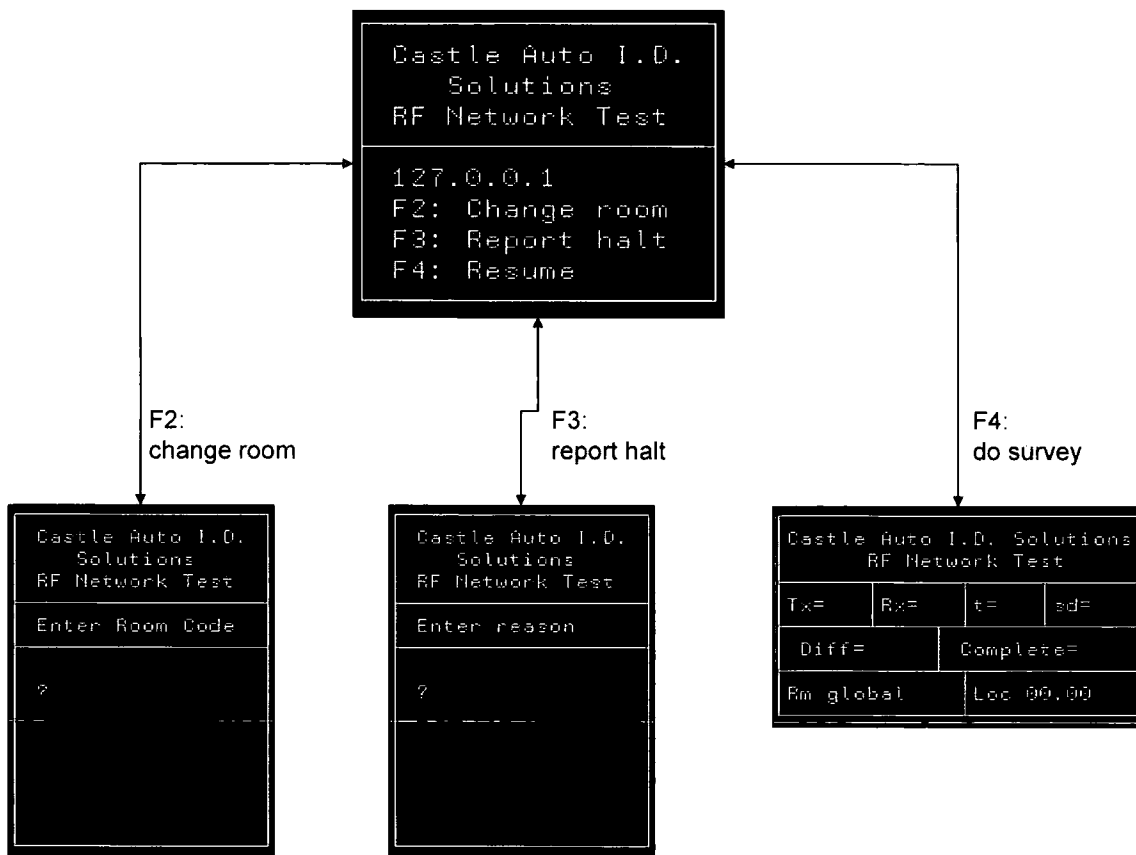 Castle Auto I.D.
Solutions
RF Network Test
127.0.0.1
F2: Change room
F3: Report halt
F4: Resume
F2:
change room
F3:
report halt
F4:
do survey
Castle Auto I.D.
Solutions
RF Network Test
Enter Room Code
?
Castle Auto I.D.
Solutions
RF Network Test
Enter reason
?
Castle Auto I.D. Solutions
RF Network Test
Tx= Rx= t= sd=
Diff= Complete=
Rm global Loc 00.00